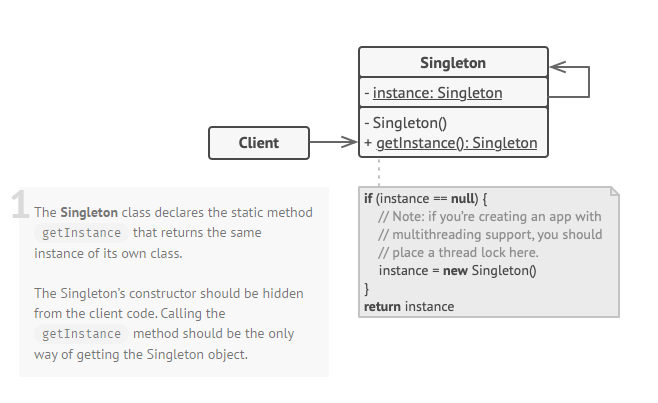 Singleton
- instance: Singleton
- Singleton()
+ getInstance(): Singleton
Client
1
The Singleton class declares the static method
getInstance that returns the same
instance of its own class.
The Singleton’s constructor should be hidden
from the client code. Calling the
getInstance method should be the only
way of getting the Singleton object.
if (instance == null) {
// Note: if you’re creating an app with
// multithreading support, you should
// place a thread lock here.
instance = new Singleton()
}
return instance